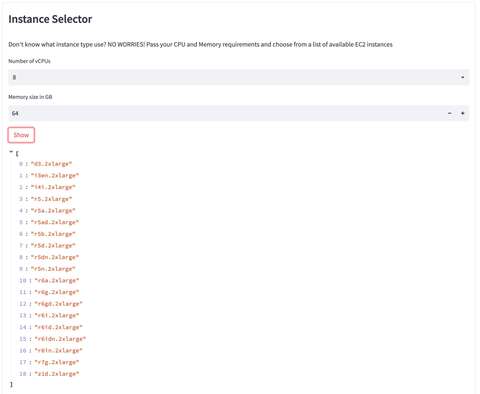 Instance Selector
Don't know what instance type use? NO WORRIES! Pass your CPU and Memory requirements and choose from a list of available EC2 instances
Number of vCPUs
8
Memory size in GB
64
Show
[
0 : "d3.2xlarge"
1 : "i3en.2xlarge"
2 : "i4i.2xlarge"
3 : "r5.2xlarge"
4 : "r5a.2xlarge"
5 : "r5ad.2xlarge"
6 : "r5b.2xlarge"
7 : "r5d.2xlarge"
8 : "r5dn.2xlarge"
9 : "r5n.2xlarge"
10 : "r6a.2xlarge"
11 : "r6g.2xlarge"
12 : "r6gd.2xlarge"
13 : "r6i.2xlarge"
14 : "r6id.2xlarge"
15 : "r6idn.2xlarge"
16 : "r6in.2xlarge"
17 : "r7g.2xlarge"
18 : "z1d.2xlarge"
]